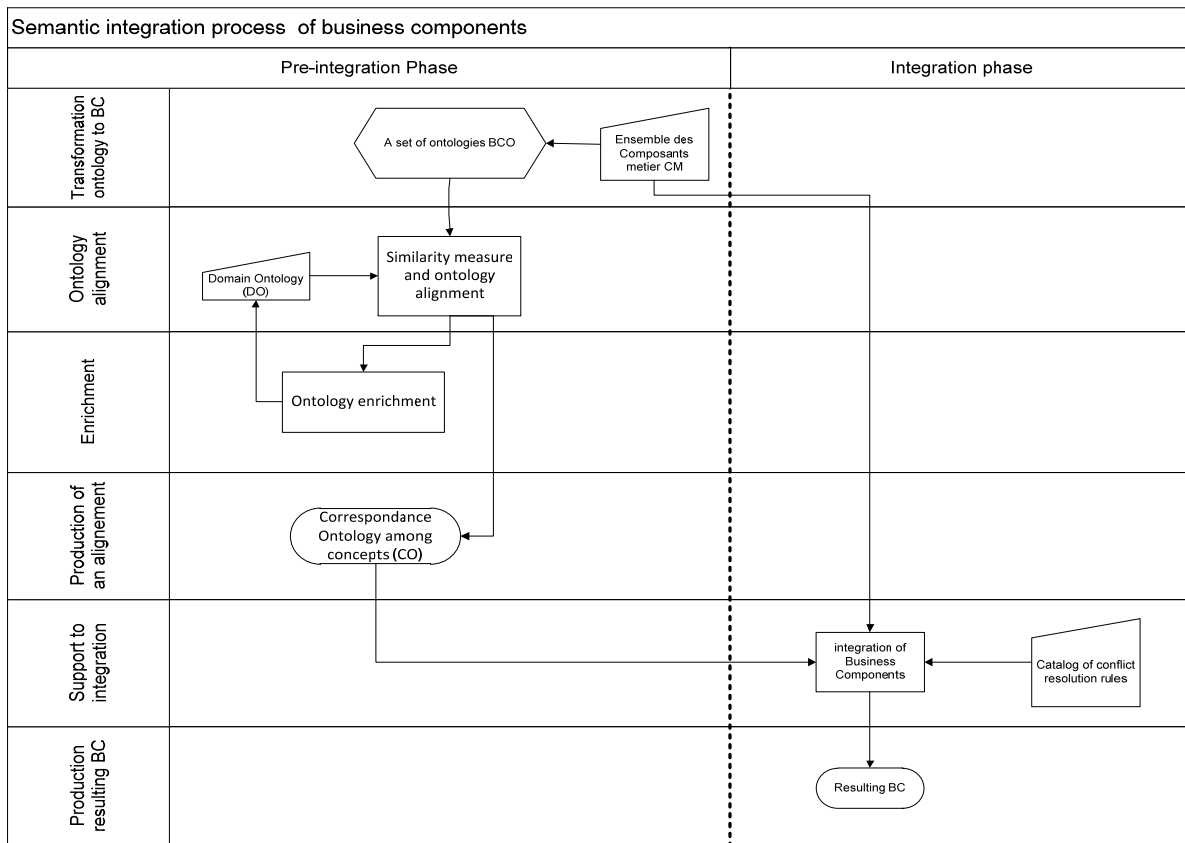 Semantic integration process of business components
Pre-integration Phase
Integration phase
Transformation
ontology to BC
A set of ontologies BCO
Ensemble des
Composants
metier CM
Ontology
alignment
Similarity measure
and ontology
alignment
Domain Ontology
(DO)
Enrichment
Ontology enrichment
Production of
an alignement
Correspondance
Ontology among
concepts (CO)
Support to
integration
integration of
Business
Components
Catalog of conflict
resolution rules
Production
resulting BC
Resulting BC